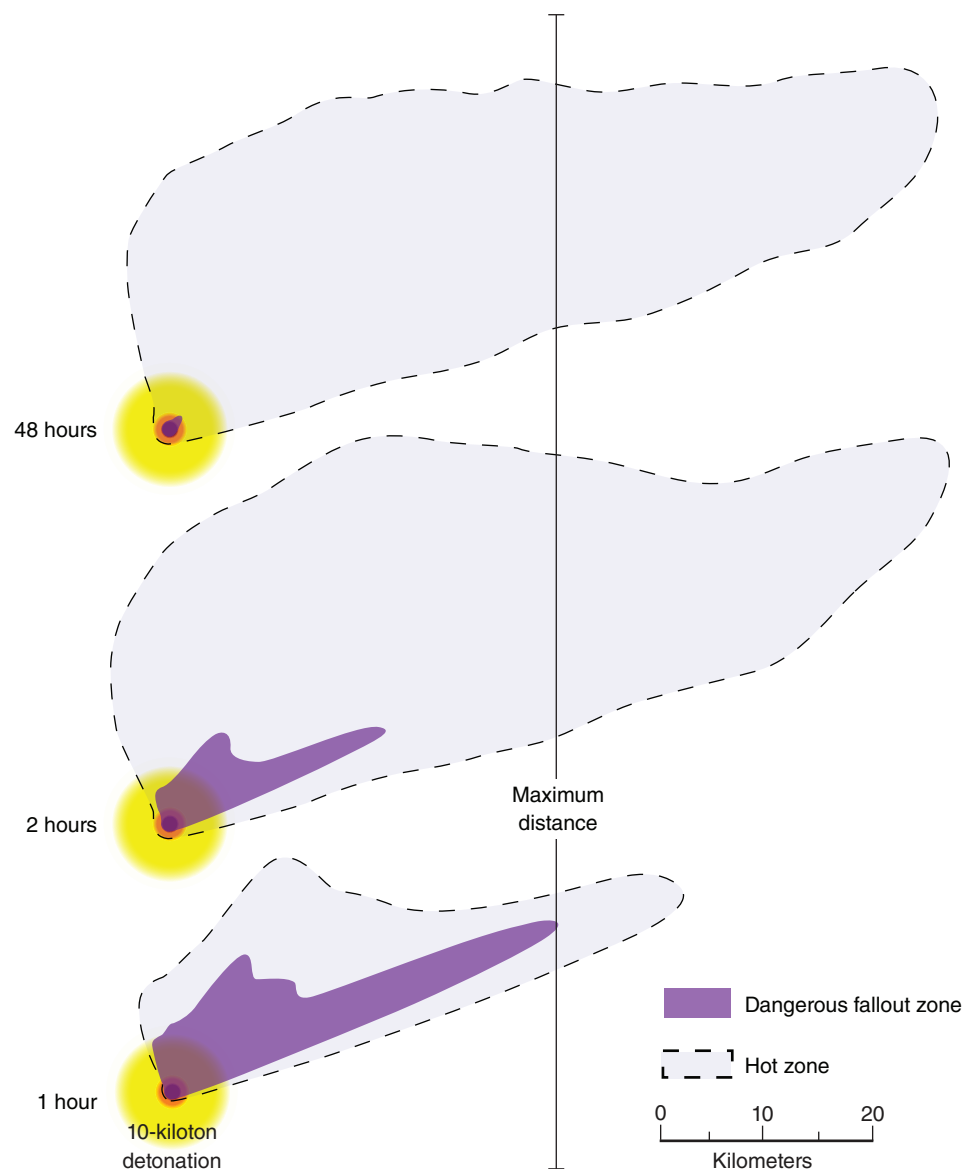 48 hours
2 hours
Maximum
distance
1 hour
10-kiloton
detonation
Dangerous fallout zone
Hot zone
0 10 20
Kilometers